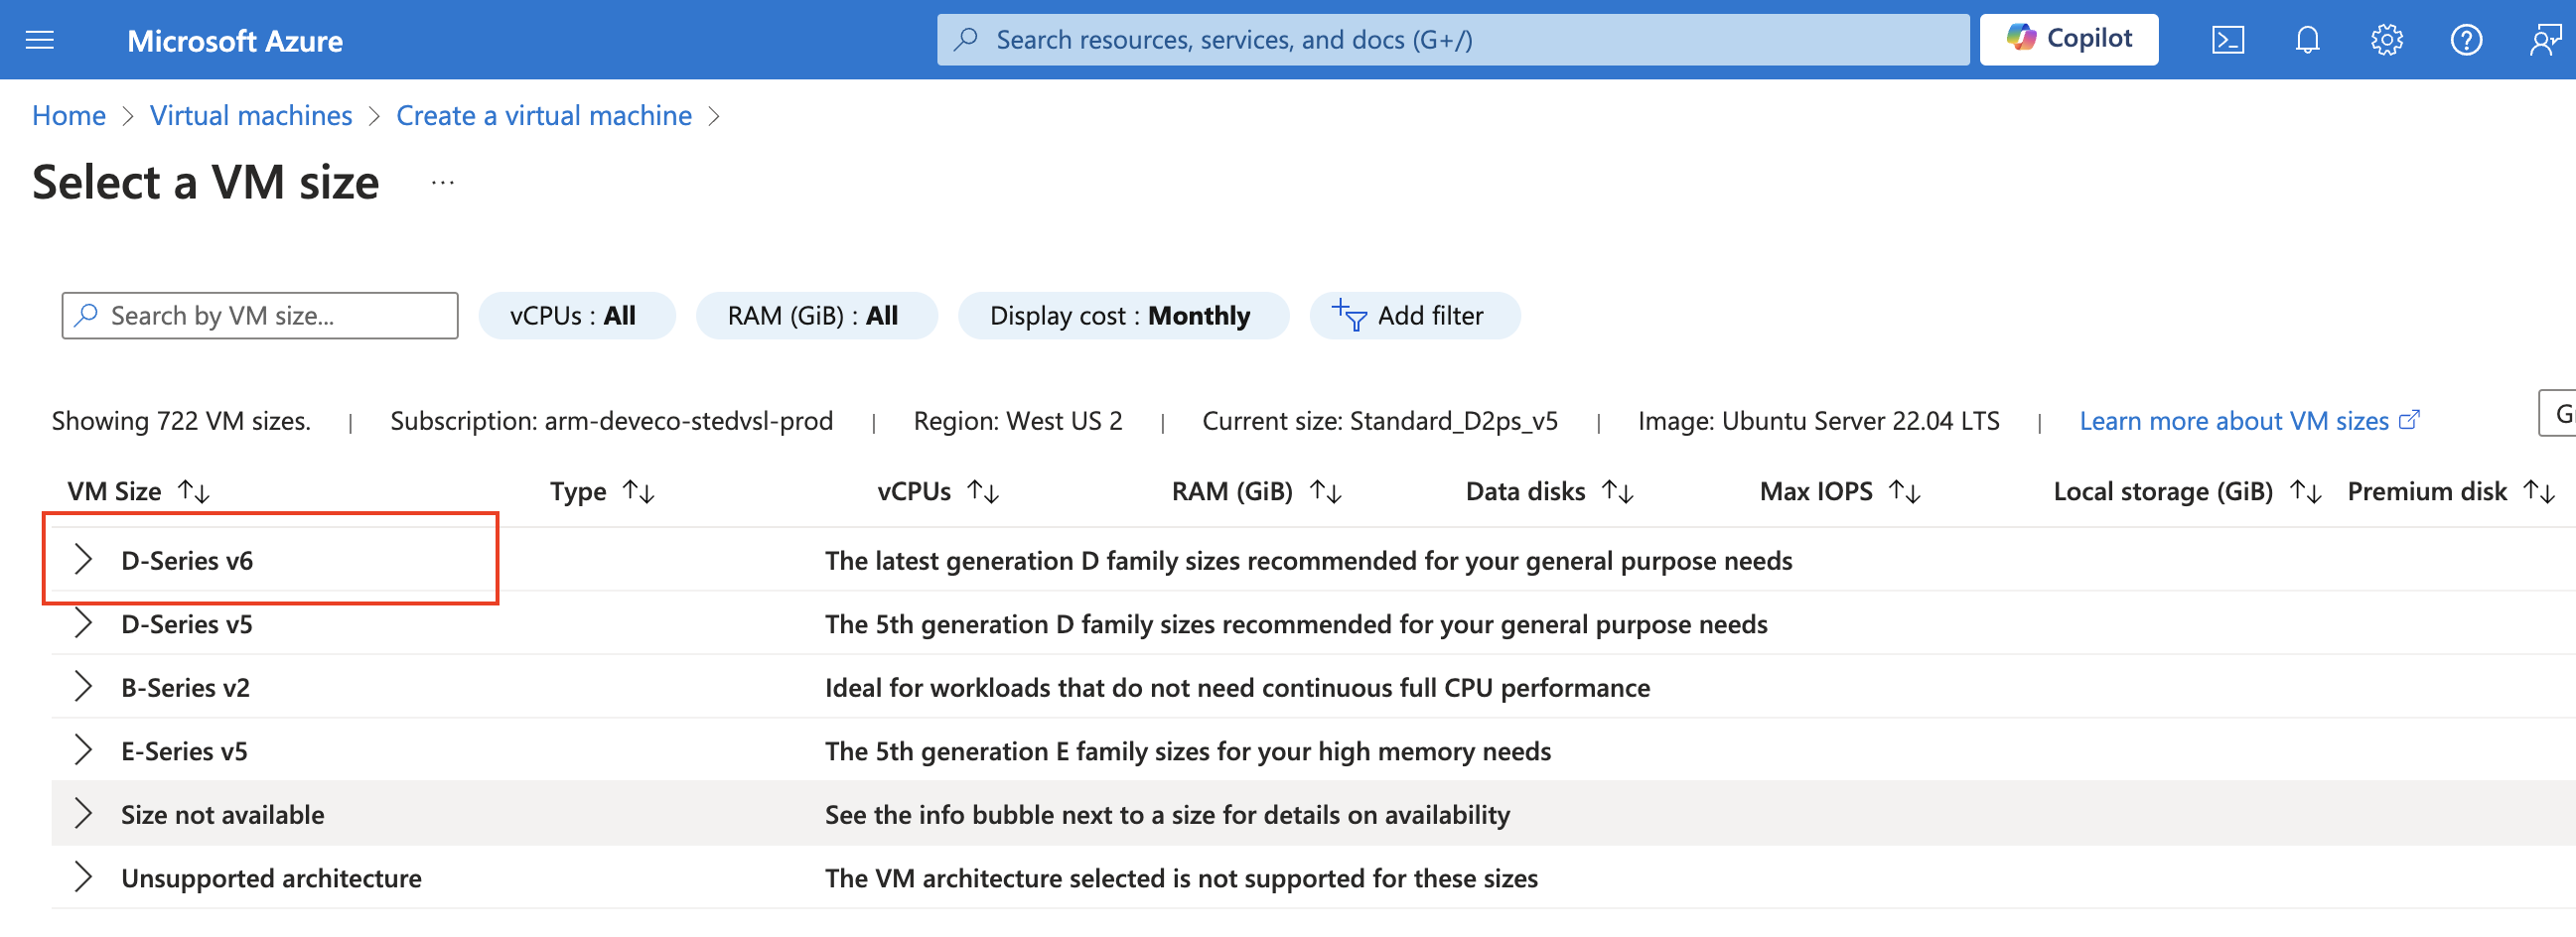 Microsoft Azure
Search resources, services, and docs (G+/)
Copilot
Home > Virtual machines > Create a virtual machine >
Select a VM size ...
Search by VM size...
vCPUs : All
RAM (GiB) : All
Display cost : Monthly
Add filter
Showing 722 VM sizes. | Subscription: arm-deveco-stedvsl-prod | Region: West US 2 | Current size: Standard_D2ps_v5 | Image: Ubuntu Server 22.04 LTS | Learn more about VM sizes
VM Size ↑↓ Type ↑↓ vCPUs ↑↓ RAM (GiB) ↑↓ Data disks ↑↓ Max IOPS ↑↓ Local storage (GiB) ↑↓ Premium disk ↑↓
D-Series v6 The latest generation D family sizes recommended for your general purpose needs
D-Series v5 The 5th generation D family sizes recommended for your general purpose needs
B-Series v2 Ideal for workloads that do not need continuous full CPU performance
E-Series v5 The 5th generation E family sizes for your high memory needs
Size not available See the info bubble next to a size for details on availability
Unsupported architecture The VM architecture selected is not supported for these sizes